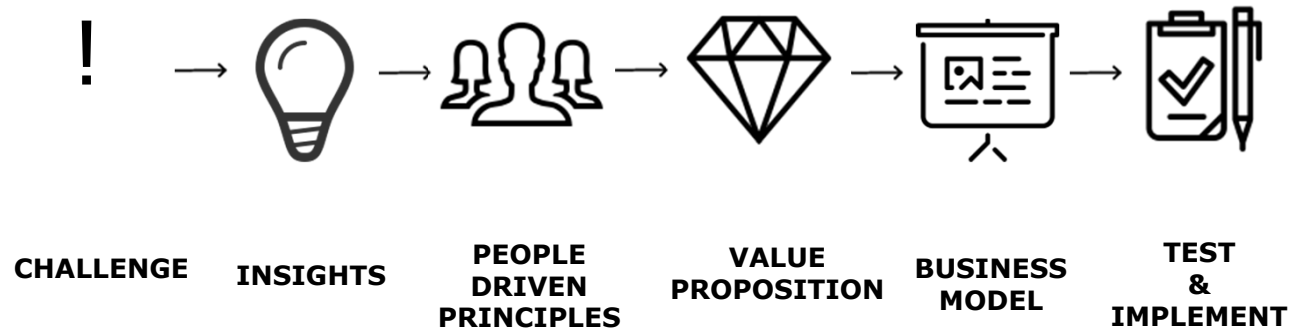 !
CHALLENGE
INSIGHTS
PEOPLE
DRIVEN
PRINCIPLES
VALUE
PROPOSITION
BUSINESS
MODEL
TEST
&
IMPLEMENT